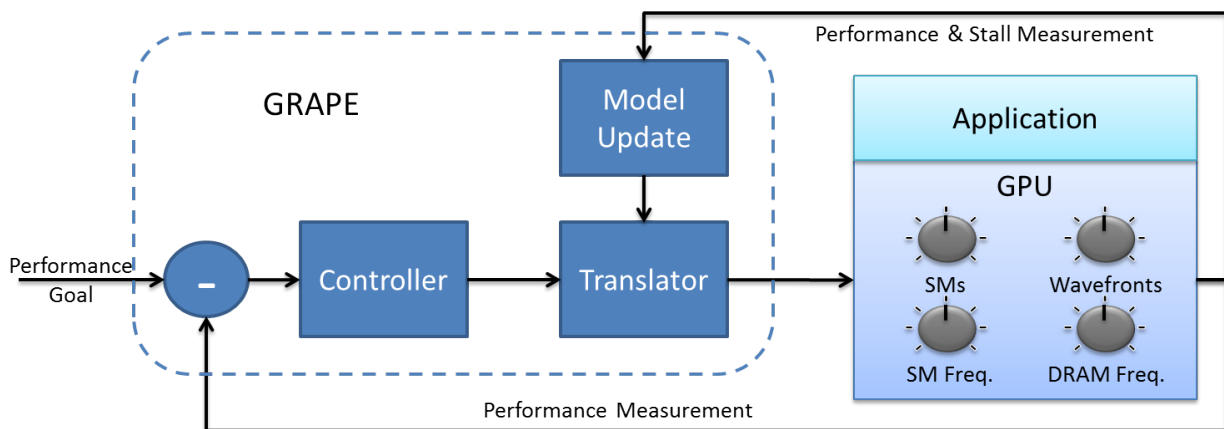 Performance & Stall Measurement
GRAPE
Model
Update
Application
GPU
Performance
Goal
-
Controller
Translator
SMs
Wavefronts
SM Freq.
DRAM Freq.
Performance Measurement